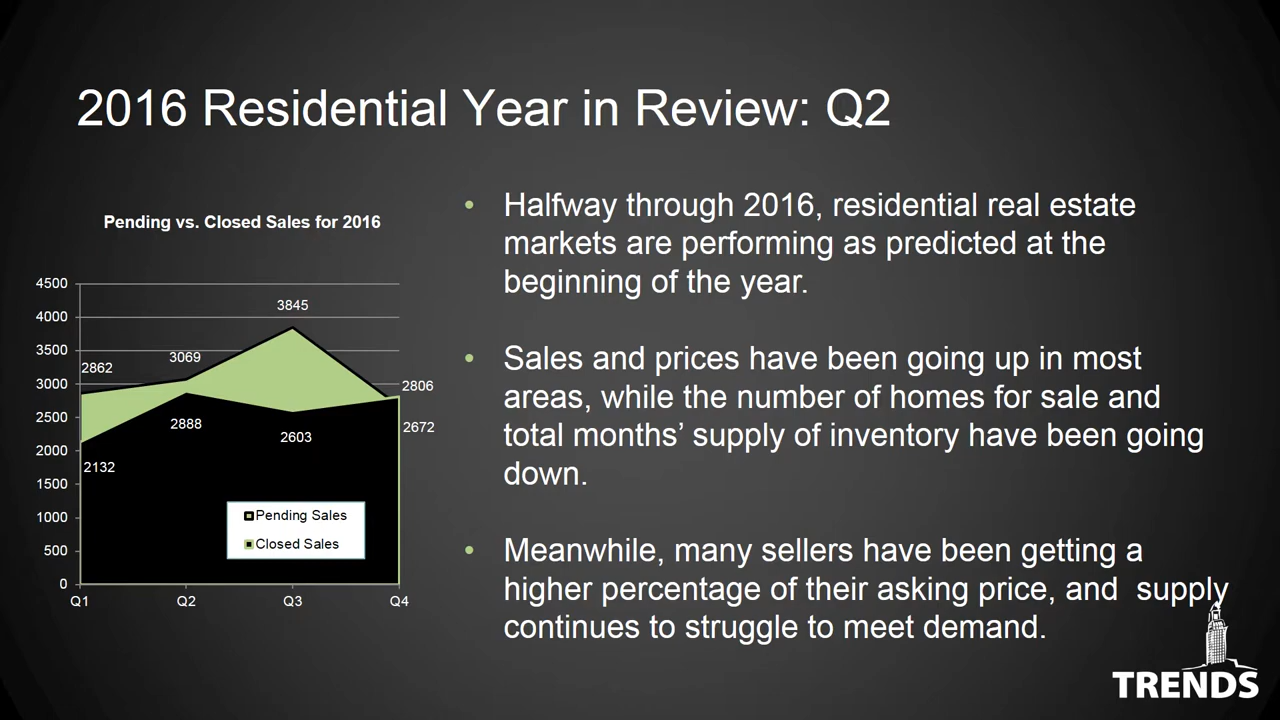 2016 Residential Year in Review: Q2
Pending vs. Closed Sales for 2016
4500
4000
3500
3000
2500
2000
1500
1000
500
0
Q1
Q2
Q3
Q4
2862
3069
3845
2806
2132
2888
2603
2672
Pending Sales
Closed Sales
• Halfway through 2016, residential real estate
markets are performing as predicted at the
beginning of the year.
• Sales and prices have been going up in most
areas, while the number of homes for sale and
total months’ supply of inventory have been going
down.
• Meanwhile, many sellers have been getting a
higher percentage of their asking price, and  supply
continues to struggle to meet demand.
TRENDS